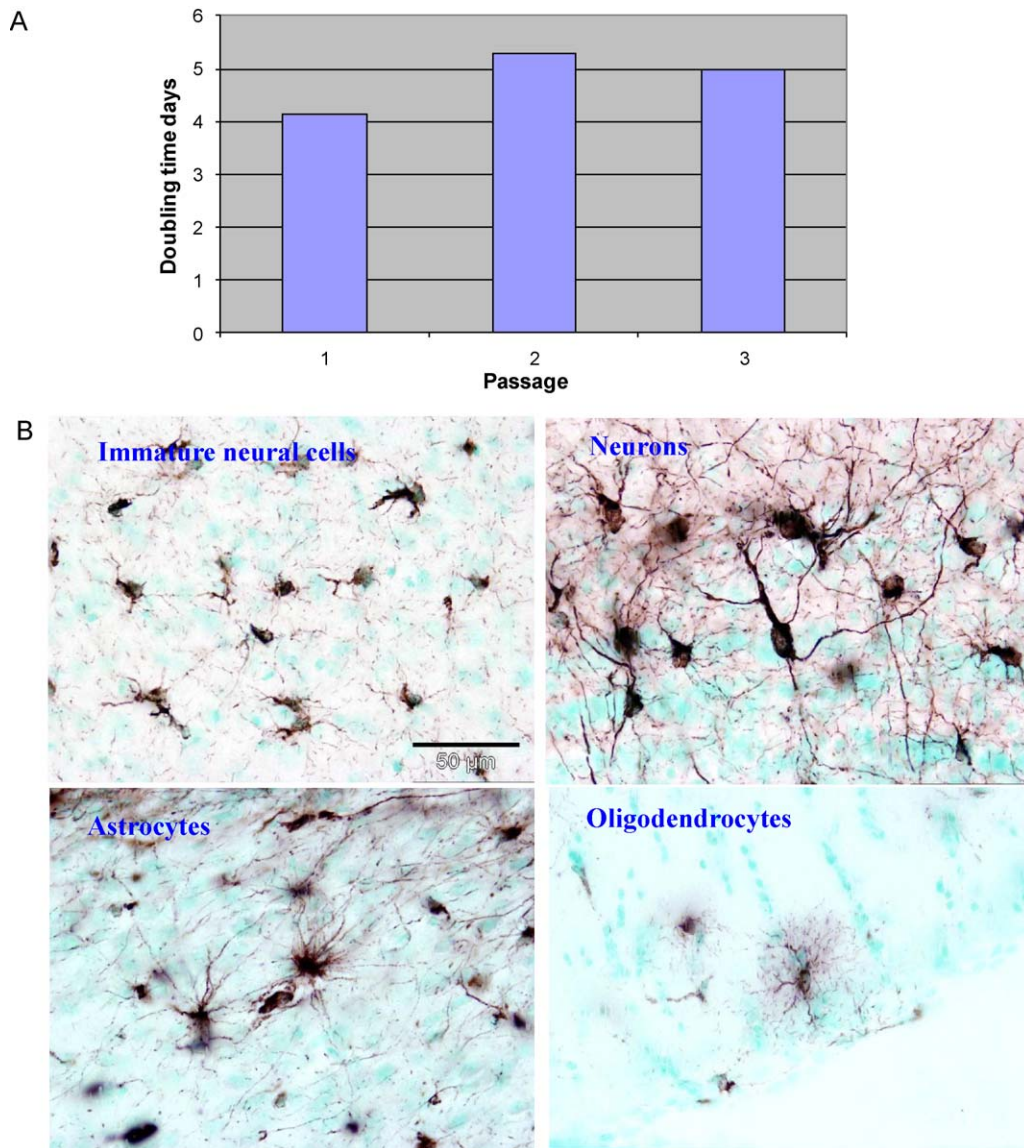 A
6
5
4
3
2
1
0
Doubling time days
1 2 3
Passage
B
Immature neural cells
Neurons
50 µm
Astrocytes
Oligodendrocytes